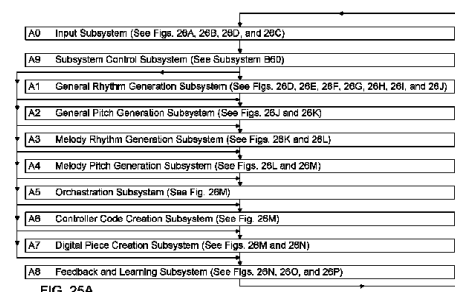 A0 Input Subsystem (See Figs. 26A, 26B, 26D, and 26C)
A9 Subsystem Control Subsystem (See Subsystem B60)
A1 General Rhythm Generation Subsystem (See Figs. 26D, 26E, 26F, 26G, 26H, 26I, and 26J)
A2 General Pitch Generation Subsystem (See Figs. 26J and 26K)
A3 Melody Rhythm Generation Subsystem (See Figs. 26K and 26L)
A4 Melody Pitch Generation Subsystem (See Figs. 26L and 26M)
A5 Orchestration Subsystem (See Fig. 26M)
A6 Controller Code Creation Subsystem (See Fig. 26M)
A7 Digital Piece Creation Subsystem (See Figs. 26M and 26N)
A8 Feedback and Learning Subsystem (See Figs. 26N, 26O, and 26P)
FIG. 25A